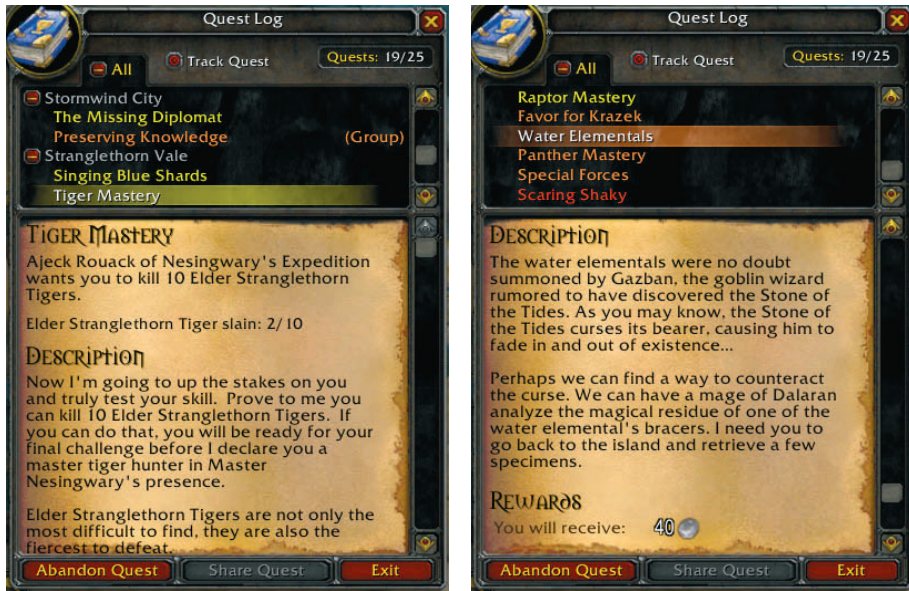 Quest Log
All
Track Quest
Quests: 19/25
Stormwind City
The Missing Diplomat
Preserving Knowledge (Group)
Stranglethorn Vale
Singing Blue Shards
Tiger Mastery
Tiger Mastery
Ajeck Rouack of Nesingwary's Expedition
wants you to kill 10 Elder Stranglethorn
Tigers.
Elder Stranglethorn Tiger slain: 2/10
Description
Now I'm going to up the stakes on you
and truly test your skill. Prove to me you
can kill 10 Elder Stranglethorn Tigers. If
you can do that, you will be ready for your
final challenge before I declare you a
master tiger hunter in Master
Nesingwary's presence.
Elder Stranglethorn Tigers are not only the
most difficult to find, they are also the
fiercest to defeat.
Abandon Quest
Share Quest
Exit
Quest Log
All
Track Quest
Quests: 19/25
Raptor Mastery
Favor for Krazek
Water Elementals
Panther Mastery
Special Forces
Scaring Shaky
Description
The water elementals were no doubt
summoned by Gazban, the goblin wizard
rumored to have discovered the Stone of
the Tides. As you may know, the Stone of
the Tides curses its bearer, causing him to
fade in and out of existence...
Perhaps we can find a way to counteract
the curse. We can have a mage of Dalaran
analyze the magical residue of one of the
water elemental's bracers. I need you to
go back to the island and retrieve a few
specimens.
Rewards
You will receive: 40
Abandon Quest
Share Quest
Exit